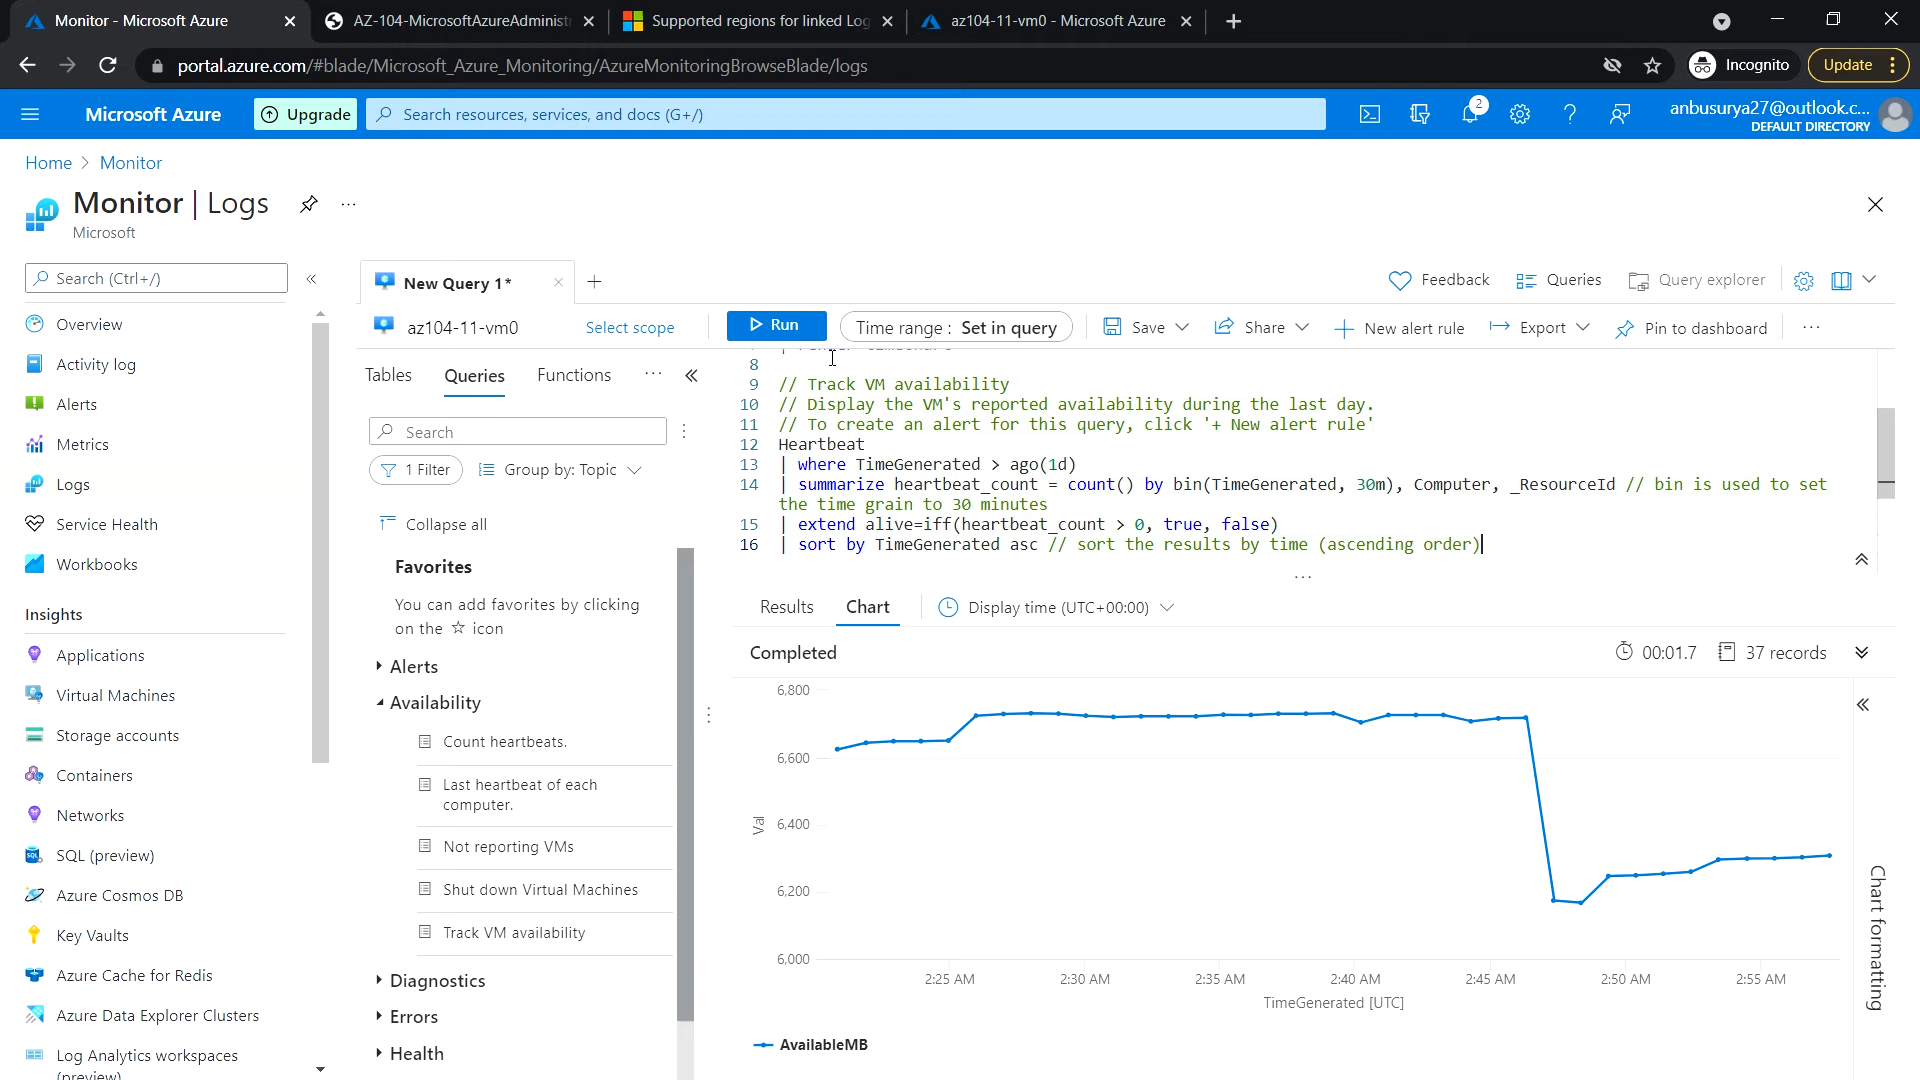 Monitor - Microsoft Azure
AZ-104-MicrosoftAzureAdminist
Supported regions for linked Log
az104-11-vm0 - Microsoft Azure
portal.azure.com/#blade/Microsoft_Azure_Monitoring/AzureMonitoringBrowseBlade/logs
Incognito
Update
Microsoft Azure
Upgrade
Search resources, services, and docs (G+/)
2
anbusurya27@outlook.c...
DEFAULT DIRECTORY
Home > Monitor
Monitor | Logs
Microsoft
Search (Ctrl+/)
Overview
Activity log
Alerts
Metrics
Logs
Service Health
Workbooks
Insights
Applications
Virtual Machines
Storage accounts
Containers
Networks
SQL (preview)
Azure Cosmos DB
Key Vaults
Azure Cache for Redis
Azure Data Explorer Clusters
Log Analytics workspaces
(preview)
New Query 1*
Feedback
Queries
Query explorer
az104-11-vm0
Select scope
Run
Time range : Set in query
Save
Share
New alert rule
Export
Pin to dashboard
Tables
Queries
Functions
Search
1 Filter
Group by: Topic
Collapse all
Favorites
You can add favorites by clicking
on the ☆ icon
Alerts
Availability
Count heartbeats.
Last heartbeat of each
computer.
Not reporting VMs
Shut down Virtual Machines
Track VM availability
Diagnostics
Errors
Health
8
9 // Track VM availability
10 // Display the VM's reported availability during the last day.
11 // To create an alert for this query, click '+ New alert rule'
12 Heartbeat
13 | where TimeGenerated > ago(1d)
14 | summarize heartbeat_count = count() by bin(TimeGenerated, 30m), Computer, _ResourceId // bin is used to set
the time grain to 30 minutes
15 | extend alive=iff(heartbeat_count > 0, true, false)
16 | sort by TimeGenerated asc // sort the results by time (ascending order)
Results
Chart
Display time (UTC+00:00)
Completed
00:01.7
37 records
6,800
6,600
6,400
6,200
6,000
Val
2:25 AM
2:30 AM
2:35 AM
2:40 AM
2:45 AM
2:50 AM
2:55 AM
TimeGenerated [UTC]
AvailableMB
Chart formatting